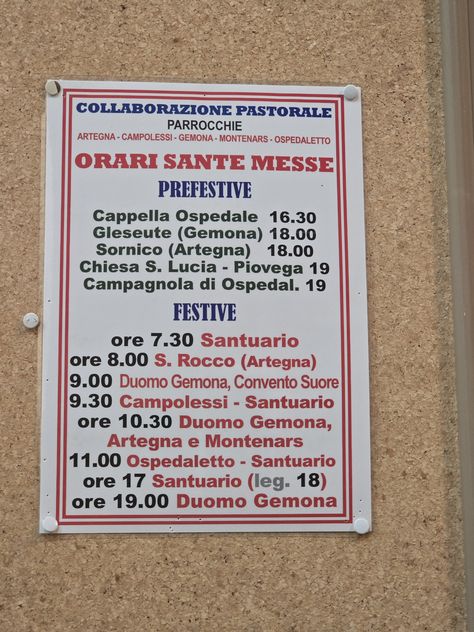 COLLABORAZIONE PASTORALE
PARROCCHIE
ARTEGNA - CAMPOLESSI - GEMONA - MONTENARS - OSPEDALETTO
ORARI SANTE MESSE
PREFESTIVE
Cappella Ospedale 16.30
Gleseute (Gemona) 18.00
Sornico (Artegna) 18.00
Chiesa S. Lucia - Piovega 19
Campagnola di Ospedal. 19
FESTIVE
ore 7.30 Santuario
ore 8.00 S. Rocco (Artegna)
9.00 Duomo Gemona, Convento Suore
9.30 Campolessi - Santuario
ore 10.30 Duomo Gemona,
Artegna e Montenars
11.00 Ospedaletto - Santuario
ore 17 Santuario (leg. 18)
ore 19.00 Duomo Gemona